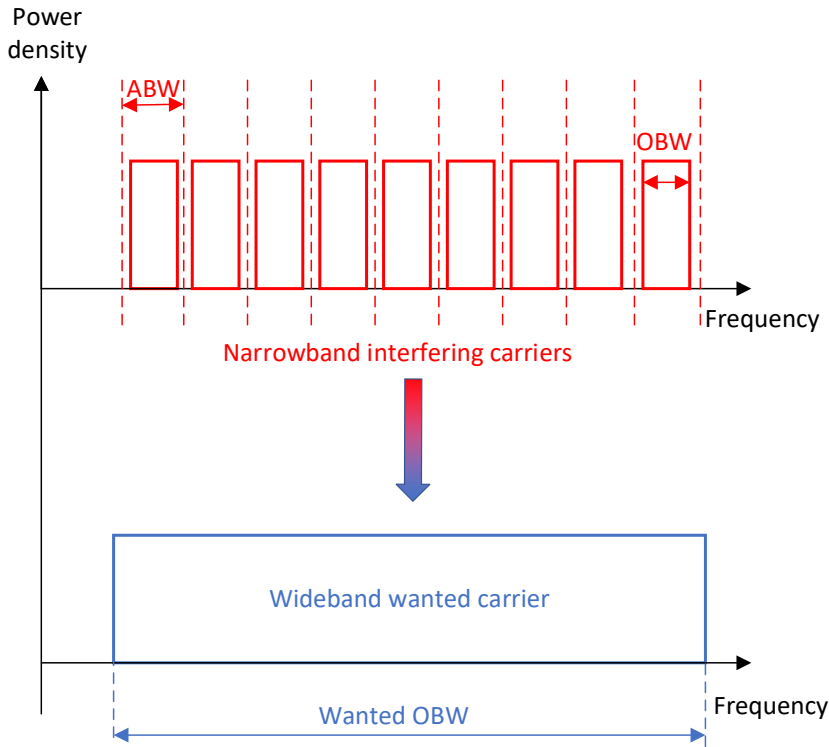 Power
density
ABW
OBW
Frequency
Narrowband interfering carriers
Wideband wanted carrier
Frequency
Wanted OBW